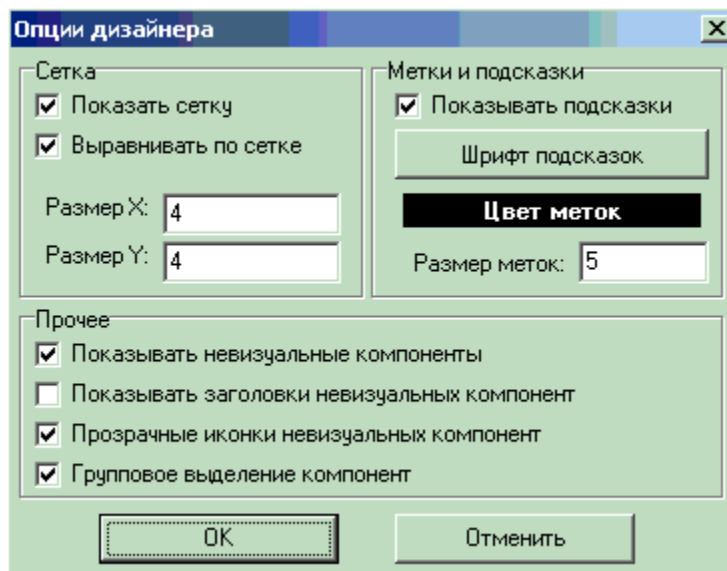 Опции дизайнера
Сетка
Показать сетку
Выравнивать по сетке
Размер X: 4
Размер Y: 4
Метки и подсказки
Показывать подсказки
Шрифт подсказок
Цвет меток
Размер меток: 5
Прочее
Показывать невизуальные компоненты
Показывать заголовки невизуальных компонент
Прозрачные иконки невизуальных компонент
Групповое выделение компонент
OK
Отменить